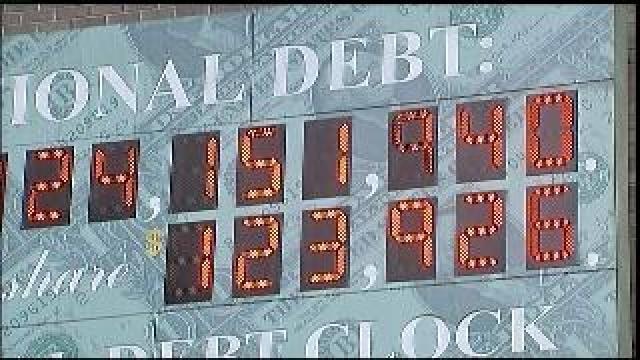 IONAL DEBT:
24,151,940.
share $123,926.
DEBT CLOCK